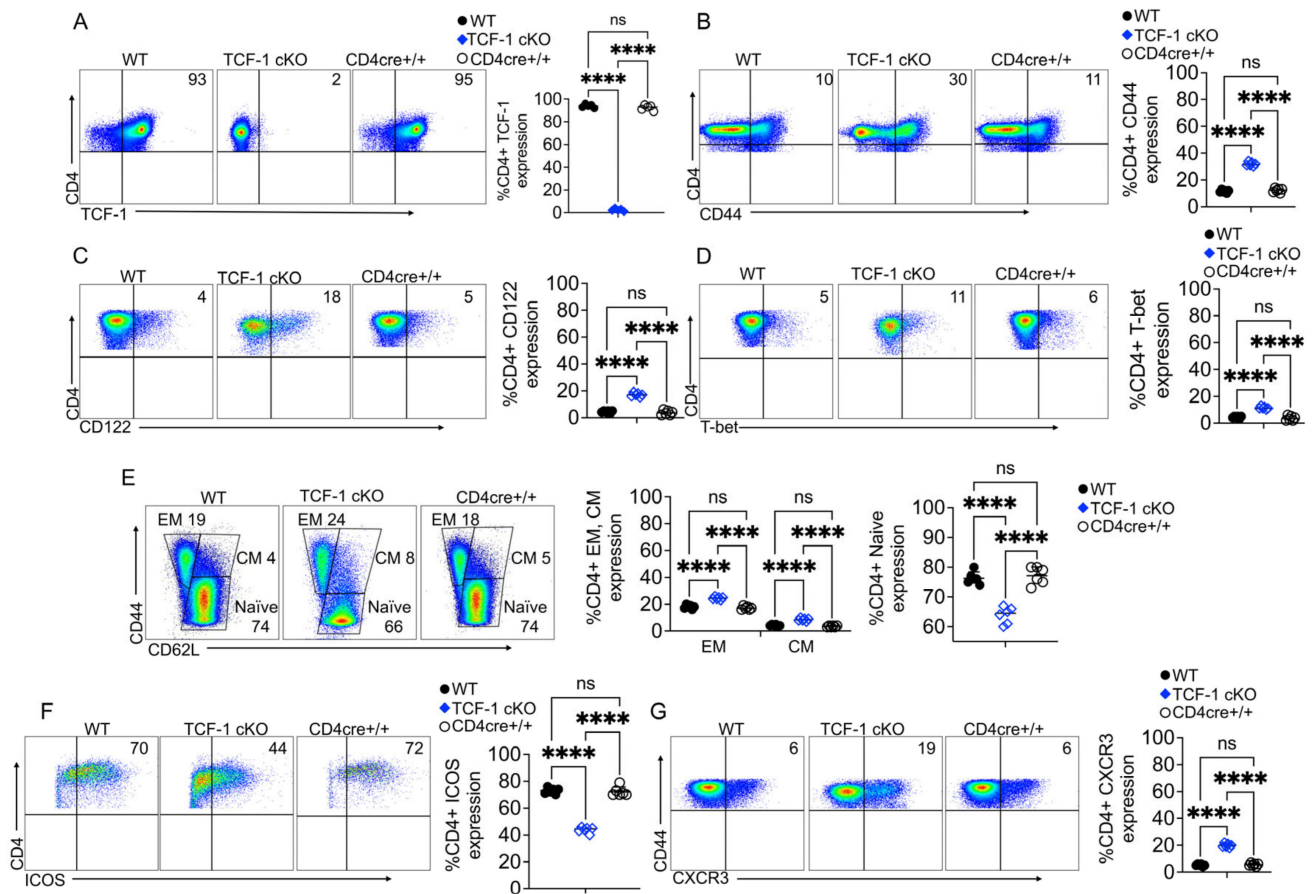 A
WT
TCF-1 cKO
CD4cre+/+
WT
93
TCF-1 cKO
2
CD4cre+/+
95
CD4
TCF-1
%CD4+ TCF-1
expression
100
80
60
40
20
0
ns
****
****
B
WT
TCF-1 cKO
CD4cre+/+
WT
10
TCF-1 cKO
30
CD4cre+/+
11
CD4
CD44
%CD4+ CD44
expression
100
80
60
40
20
0
ns
****
****
C
WT
4
TCF-1 cKO
18
CD4cre+/+
5
CD4
CD122
%CD4+ CD122
expression
100
80
60
40
20
0
ns
****
****
D
WT
TCF-1 cKO
CD4cre+/+
WT
5
TCF-1 cKO
11
CD4cre+/+
6
CD4
T-bet
%CD4+ T-bet
expression
100
80
60
40
20
0
ns
****
****
E
WT
EM 19
CM 4
Naïve
74
TCF-1 cKO
EM 24
CM 8
Naïve
66
CD4cre+/+
EM 18
CM 5
Naïve
74
CD44
CD62L
%CD4+ EM, CM
expression
100
80
60
40
20
0
ns
****
****
ns
****
****
EM
CM
%CD4+ Naive
expression
100
90
80
70
60
ns
****
****
WT
TCF-1 cKO
CD4cre+/+
F
WT
TCF-1 cKO
CD4cre+/+
WT
70
TCF-1 cKO
44
CD4cre+/+
72
CD4
ICOS
%CD4+ ICOS
expression
100
80
60
40
20
0
ns
****
****
G
WT
TCF-1 cKO
CD4cre+/+
WT
6
TCF-1 cKO
19
CD4cre+/+
6
CD44
CXCR3
%CD4+ CXCR3
expression
100
80
60
40
20
0
ns
****
****